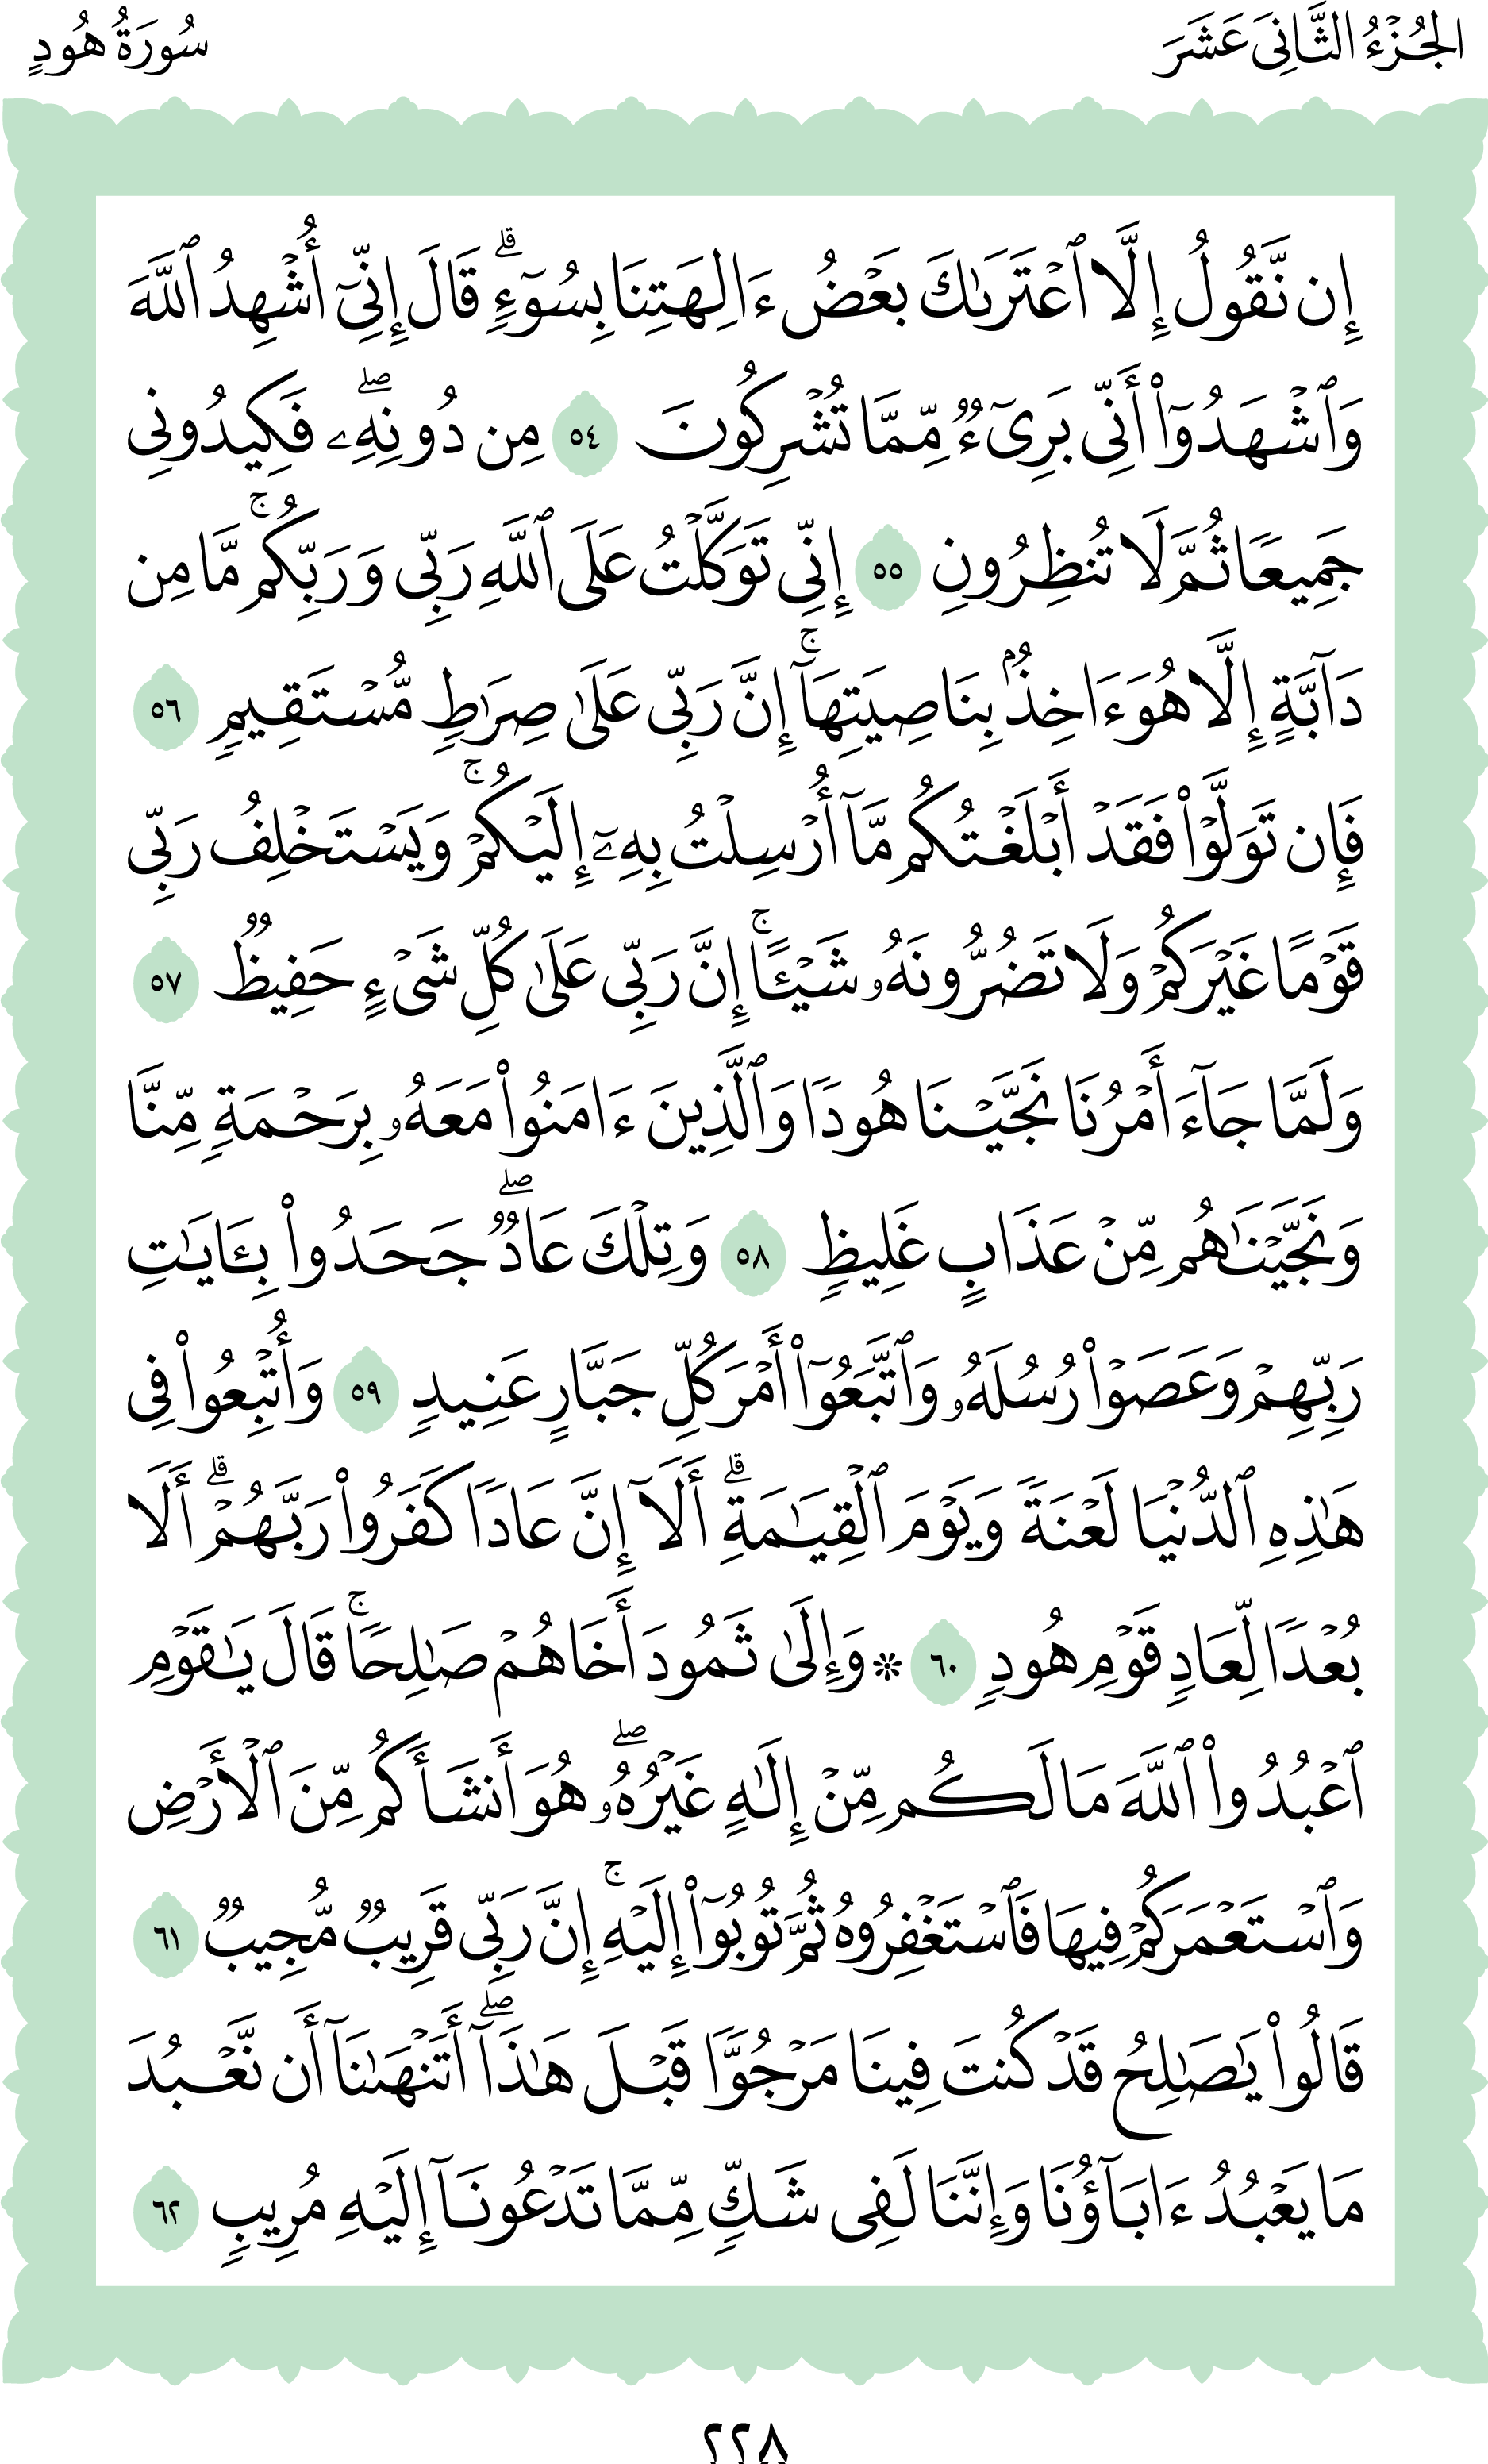 الجُزْءُ الثَّانِيَ عَشَرَ
سُورَةُ هُودٍ
إِن نَّقُولُ إِلَّا ٱعۡتَرَىٰكَ بَعۡضُ ءَالِهَتِنَا بِسُوٓءٖۗ قَالَ إِنِّيٓ أُشۡهِدُ ٱللَّهَ
وَٱشۡهَدُوٓاْ أَنِّي بَرِيٓءٞ مِّمَّا تُشۡرِكُونَ ٥٤ مِن دُونِهِۦۖ فَكِيدُونِي
جَمِيعٗا ثُمَّ لَا تُنظِرُونِ ٥٥ إِنِّي تَوَكَّلۡتُ عَلَى ٱللَّهِ رَبِّي وَرَبِّكُمۚ مَّا مِن
دَآبَّةٍ إِلَّا هُوَ ءَاخِذُۢ بِنَاصِيَتِهَآۚ إِنَّ رَبِّي عَلَىٰ صِرَٰطٖ مُّسۡتَقِيمٖ ٥٦
فَإِن تَوَلَّوۡاْ فَقَدۡ أَبۡلَغۡتُكُم مَّآ أُرۡسِلۡتُ بِهِۦٓ إِلَيۡكُمۡۚ وَيَسۡتَخۡلِفُ رَبِّي
قَوۡمًا غَيۡرَكُمۡ وَلَا تَضُرُّونَهُۥ شَيۡـًٔاۚ إِنَّ رَبِّي عَلَىٰ كُلِّ شَيۡءٍ حَفِيظٞ ٥٧
وَلَمَّا جَآءَ أَمۡرُنَا نَجَّيۡنَا هُودٗا وَٱلَّذِينَ ءَامَنُواْ مَعَهُۥ بِرَحۡمَةٖ مِّنَّا
وَنَجَّيۡنَٰهُم مِّنۡ عَذَابٍ غَلِيظٖ ٥٨ وَتِلۡكَ عَادٞۖ جَحَدُواْ بِـَٔايَٰتِ
رَبِّهِمۡ وَعَصَوۡاْ رُسُلَهُۥ وَٱتَّبَعُوٓاْ أَمۡرَ كُلِّ جَبَّارٍ عَنِيدٖ ٥٩ وَأُتۡبِعُواْ فِي
هَٰذِهِ ٱلدُّنۡيَا لَعۡنَةٗ وَيَوۡمَ ٱلۡقِيَٰمَةِۗ أَلَآ إِنَّ عَادٗا كَفَرُواْ رَبَّهُمۡۗ أَلَا
بُعۡدٗا لِّعَادٖ قَوۡمِ هُودٖ ٦٠ ۞ وَإِلَىٰ ثَمُودَ أَخَاهُمۡ صَٰلِحٗاۚ قَالَ يَٰقَوۡمِ
ٱعۡبُدُواْ ٱللَّهَ مَا لَكُم مِّنۡ إِلَٰهٍ غَيۡرُهُۥۖ هُوَ أَنشَأَكُم مِّنَ ٱلۡأَرۡضِ
وَٱسۡتَعۡمَرَكُمۡ فِيهَا فَٱسۡتَغۡفِرُوهُ ثُمَّ تُوبُوٓاْ إِلَيۡهِۚ إِنَّ رَبِّي قَرِيبٞ مُّجِيبٞ ٦١
قَالُواْ يَٰصَٰلِحُ قَدۡ كُنتَ فِينَا مَرۡجُوّٗا قَبۡلَ هَٰذَآۖ أَتَنۡهَىٰنَآ أَن نَّعۡبُدَ
مَا يَعۡبُدُ ءَابَآؤُنَا وَإِنَّنَا لَفِي شَكّٖ مِّمَّا تَدۡعُونَآ إِلَيۡهِ مُرِيبٖ ٦٢
٢٢٨